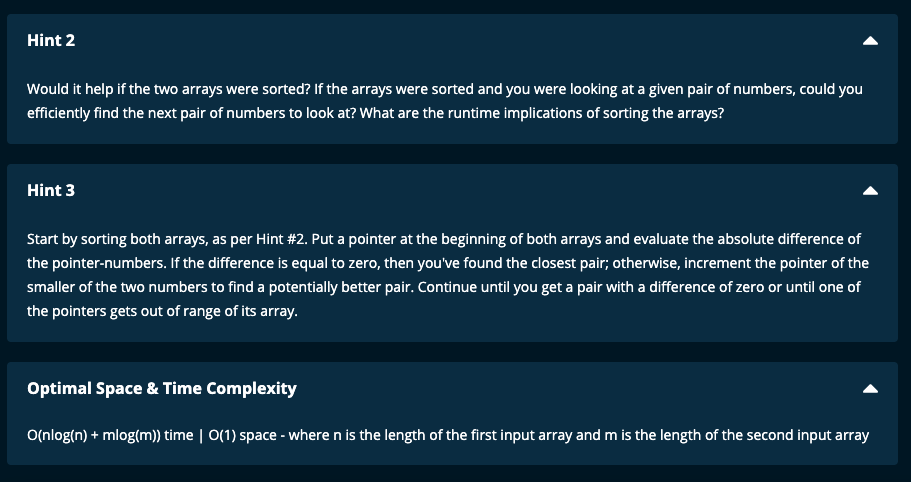 Hint 2
Would it help if the two arrays were sorted? If the arrays were sorted and you were looking at a given pair of numbers, could you
efficiently find the next pair of numbers to look at? What are the runtime implications of sorting the arrays?
Hint 3
Start by sorting both arrays, as per Hint #2. Put a pointer at the beginning of both arrays and evaluate the absolute difference of
the pointer-numbers. If the difference is equal to zero, then you've found the closest pair; otherwise, increment the pointer of the
smaller of the two numbers to find a potentially better pair. Continue until you get a pair with a difference of zero or until one of
the pointers gets out of range of its array.
Optimal Space & Time Complexity
O(nlog(n) + mlog(m)) time | O(1) space - where n is the length of the first input array and m is the length of the second input array